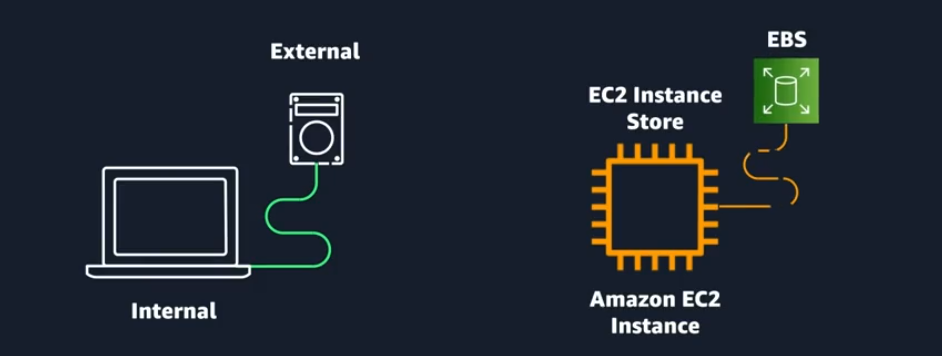 External
Internal
EBS
EC2 Instance
Store
Amazon EC2
Instance